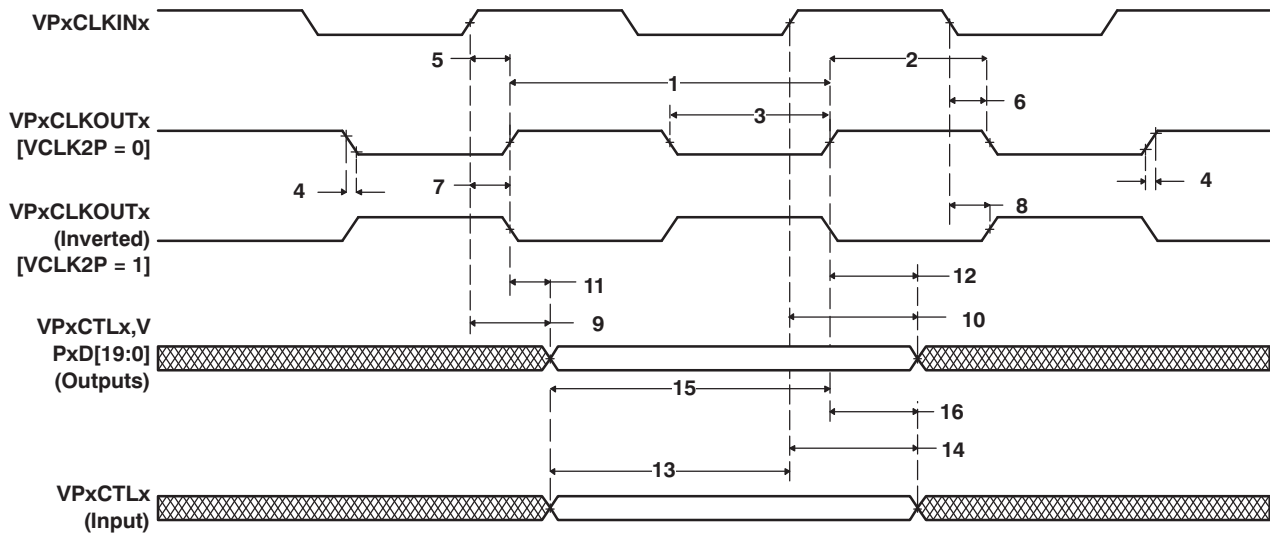 VPxCLKINx
5
2
1
6
3
VPxCLKOUTx
[VCLK2P = 0]
4
7
4
8
VPxCLKOUTx
(Inverted)
[VCLK2P = 1]
11
12
9
10
VPxCTLx,V
PxD[19:0]
(Outputs)
15
16
14
13
VPxCTLx
(Input)